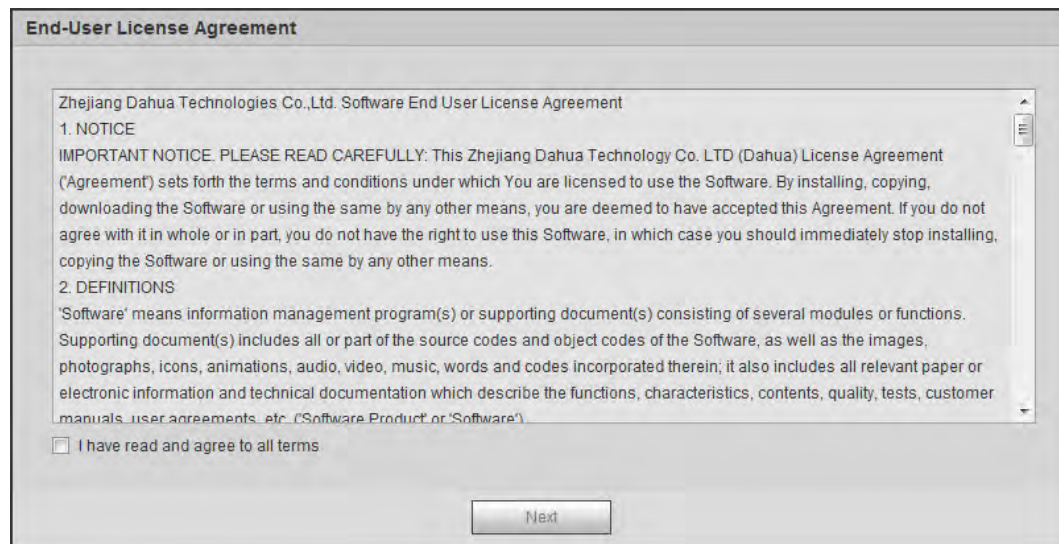 End-User License Agreement
Zhejiang Dahua Technologies Co.,Ltd. Software End User License Agreement
1. NOTICE
IMPORTANT NOTICE. PLEASE READ CAREFULLY: This Zhejiang Dahua Technology Co. LTD (Dahua) License Agreement
('Agreement') sets forth the terms and conditions under which You are licensed to use the Software. By installing, copying,
downloading the Software or using the same by any other means, you are deemed to have accepted this Agreement. If you do not
agree with it in whole or in part, you do not have the right to use this Software, in which case you should immediately stop installing,
copying the Software or using the same by any other means.
2. DEFINITIONS
'Software' means information management program(s) or supporting document(s) consisting of several modules or functions.
Supporting document(s) includes all or part of the source codes and object codes of the Software, as well as the images,
photographs, icons, animations, audio, video, music, words and codes incorporated therein; it also includes all relevant paper or
electronic information and technical documentation which describe the functions, characteristics, contents, quality, tests, customer
manuals, user agreements, etc. ('Software Product' or 'Software').
I have read and agree to all terms
Next